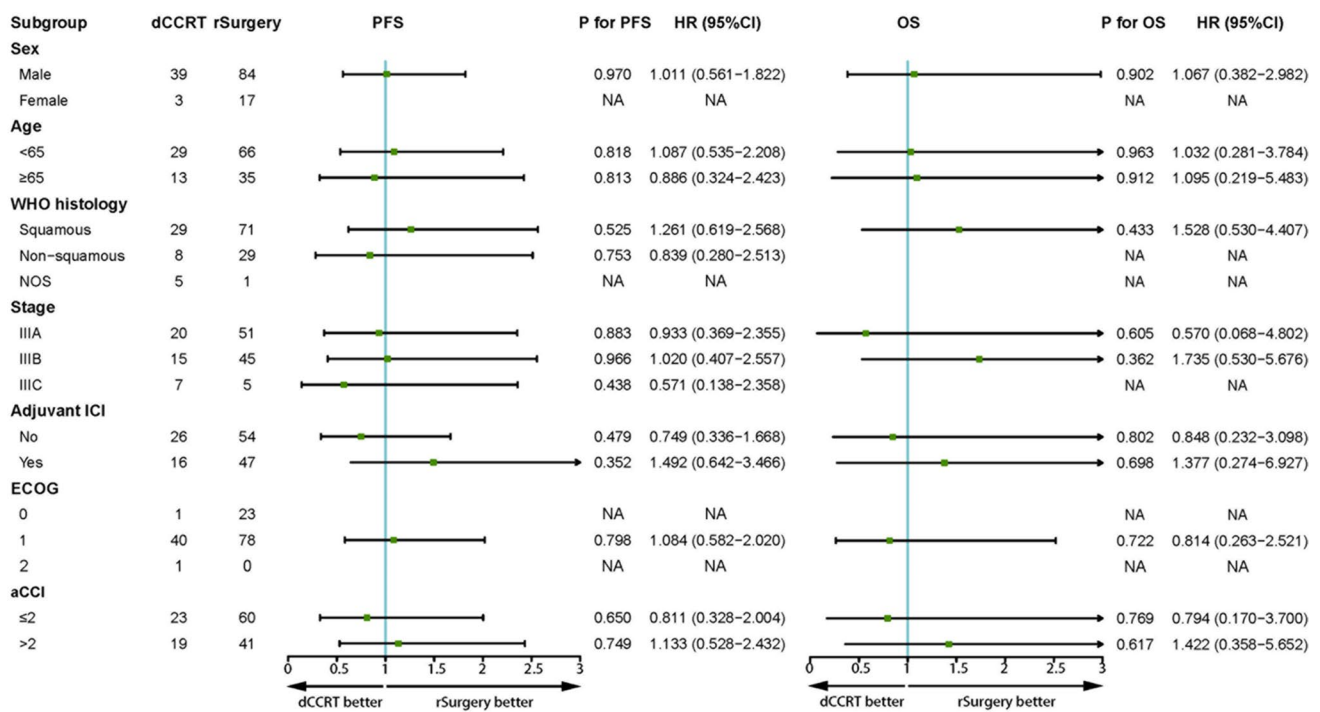 Subgroup dCCRT rSurgery PFS P for PFS HR (95%CI) OS P for OS HR (95%CI)
Sex
Male 39 84 0.970 1.011 (0.561−1.822) 0.902 1.067 (0.382−2.982)
Female 3 17 NA NA NA NA
Age
<65 29 66 0.818 1.087 (0.535−2.208) 0.963 1.032 (0.281−3.784)
≥65 13 35 0.813 0.886 (0.324−2.423) 0.912 1.095 (0.219−5.483)
WHO histology
Squamous 29 71 0.525 1.261 (0.619−2.568) 0.433 1.528 (0.530−4.407)
Non−squamous 8 29 0.753 0.839 (0.280−2.513) NA NA
NOS 5 1 NA NA NA NA
Stage
IIIA 20 51 0.883 0.933 (0.369−2.355) 0.605 0.570 (0.068−4.802)
IIIB 15 45 0.966 1.020 (0.407−2.557) 0.362 1.735 (0.530−5.676)
IIIC 7 5 0.438 0.571 (0.138−2.358) NA NA
Adjuvant ICI
No 26 54 0.479 0.749 (0.336−1.668) 0.802 0.848 (0.232−3.098)
Yes 16 47 0.352 1.492 (0.642−3.466) 0.698 1.377 (0.274−6.927)
ECOG
0 1 23 NA NA NA NA
1 40 78 0.798 1.084 (0.582−2.020) 0.722 0.814 (0.263−2.521)
2 1 0 NA NA NA NA
aCCI
≤2 23 60 0.650 0.811 (0.328−2.004) 0.769 0.794 (0.170−3.700)
>2 19 41 0.749 1.133 (0.528−2.432) 0.617 1.422 (0.358−5.652)
0 0.5 1 1.5 2 2.5 3 0 0.5 1 1.5 2 2.5 3
dCCRT better rSurgery better dCCRT better rSurgery better